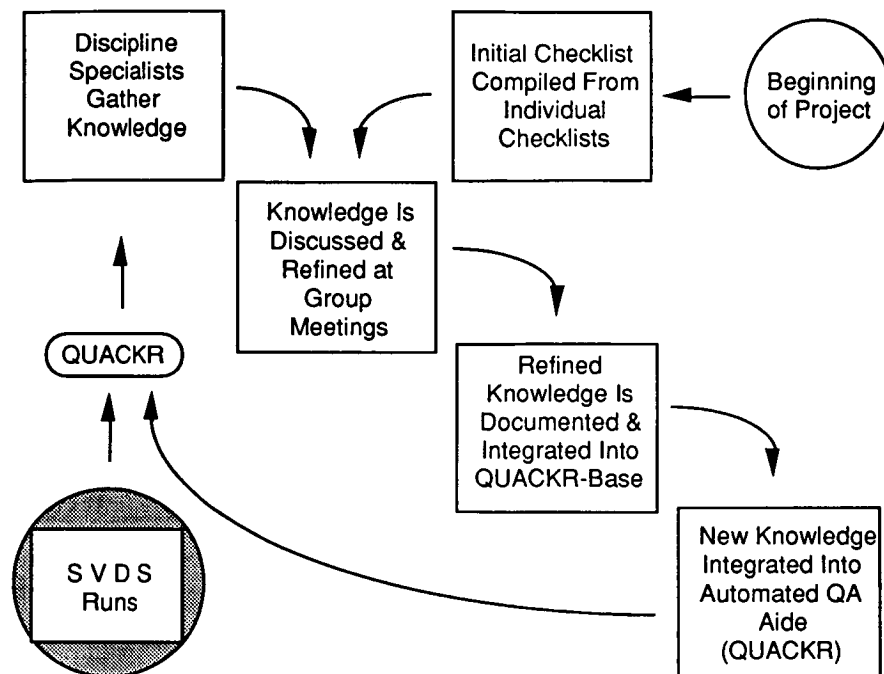 Discipline
Specialists
Gather
Knowledge
Initial Checklist
Compiled From
Individual
Checklists
Beginning
of Project
Knowledge Is
Discussed &
Refined at
Group
Meetings
QUACKR
Refined
Knowledge Is
Documented &
Integrated Into
QUACKR-Base
S V D S
Runs
New Knowledge
Integrated Into
Automated QA
Aide
(QUACKR)